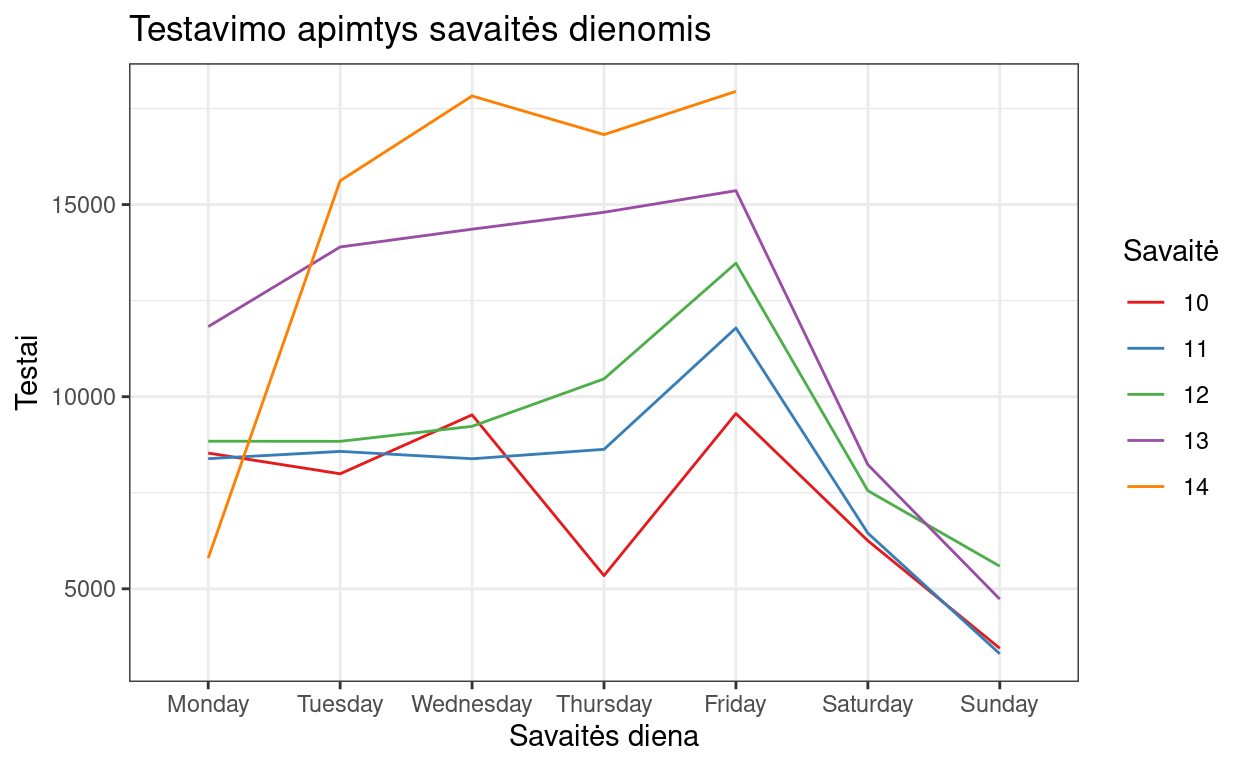 Testavimo apimtys savaitės dienomis
Testai
15000
10000
5000
Monday Tuesday Wednesday Thursday Friday Saturday Sunday
Savaitės diena
Savaitė
10
11
12
13
14